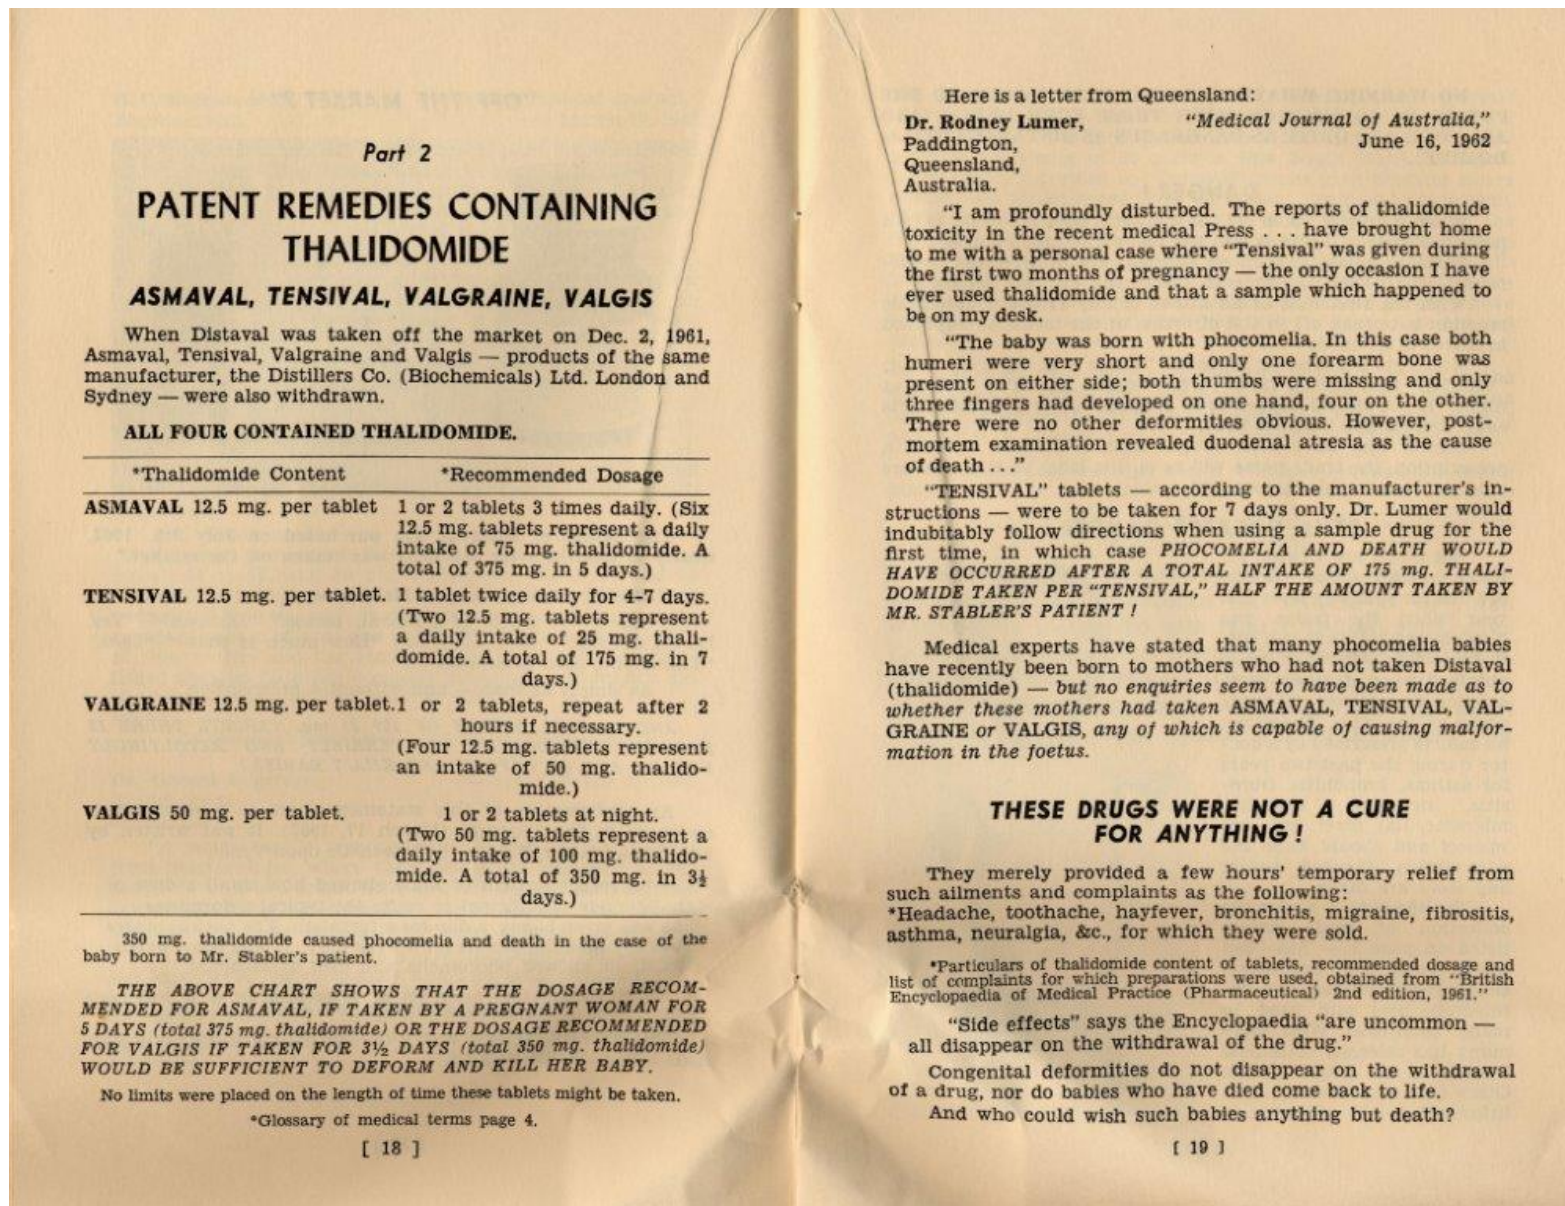 Part 2
PATENT REMEDIES CONTAINING
THALIDOMIDE
ASMAVAL, TENSIVAL, VALGRAINE, VALGIS
When Distaval was taken off the market on Dec. 2, 1961,
Asmaval, Tensival, Valgraine and Valgis — products of the same
manufacturer, the Distillers Co. (Biochemicals) Ltd. London and
Sydney — were also withdrawn.
ALL FOUR CONTAINED THALIDOMIDE.
*Thalidomide Content *Recommended Dosage
ASMAVAL 12.5 mg. per tablet 1 or 2 tablets 3 times daily. (Six
12.5 mg. tablets represent a daily
intake of 75 mg. thalidomide. A
total of 375 mg. in 5 days.)
TENSIVAL 12.5 mg. per tablet. 1 tablet twice daily for 4-7 days.
(Two 12.5 mg. tablets represent
a daily intake of 25 mg. thali-
domide. A total of 175 mg. in 7
days.)
VALGRAINE 12.5 mg. per tablet. 1 or 2 tablets, repeat after 2
hours if necessary.
(Four 12.5 mg. tablets represent
an intake of 50 mg. thalido-
mide.)
VALGIS 50 mg. per tablet. 1 or 2 tablets at night.
(Two 50 mg. tablets represent a
daily intake of 100 mg. thalido-
mide. A total of 350 mg. in 3½
days.)
350 mg. thalidomide caused phocomelia and death in the case of the
baby born to Mr. Stabler's patient.
THE ABOVE CHART SHOWS THAT THE DOSAGE RECOM-
MENDED FOR ASMAVAL, IF TAKEN BY A PREGNANT WOMAN FOR
5 DAYS (total 375 mg. thalidomide) OR THE DOSAGE RECOMMENDED
FOR VALGIS IF TAKEN FOR 3½ DAYS (total 350 mg. thalidomide)
WOULD BE SUFFICIENT TO DEFORM AND KILL HER BABY.
No limits were placed on the length of time these tablets might be taken.
*Glossary of medical terms page 4.
[ 18 ]
Here is a letter from Queensland:
Dr. Rodney Lumer, "Medical Journal of Australia,"
Paddington, June 16, 1962
Queensland,
Australia.
"I am profoundly disturbed. The reports of thalidomide
toxicity in the recent medical Press . . . have brought home
to me with a personal case where "Tensival" was given during
the first two months of pregnancy — the only occasion I have
ever used thalidomide and that a sample which happened to
be on my desk.
"The baby was born with phocomelia. In this case both
humeri were very short and only one forearm bone was
present on either side; both thumbs were missing and only
three fingers had developed on one hand, four on the other.
There were no other deformities obvious. However, post-
mortem examination revealed duodenal atresia as the cause
of death . . ."
"TENSIVAL" tablets — according to the manufacturer's in-
structions — were to be taken for 7 days only. Dr. Lumer would
indubitably follow directions when using a sample drug for the
first time, in which case PHOCOMELIA AND DEATH WOULD
HAVE OCCURRED AFTER A TOTAL INTAKE OF 175 mg. THALI-
DOMIDE TAKEN PER "TENSIVAL," HALF THE AMOUNT TAKEN BY
MR. STABLER'S PATIENT !
Medical experts have stated that many phocomelia babies
have recently been born to mothers who had not taken Distaval
(thalidomide) — but no enquiries seem to have been made as to
whether these mothers had taken ASMAVAL, TENSIVAL, VAL-
GRAINE or VALGIS, any of which is capable of causing malfor-
mation in the foetus.
THESE DRUGS WERE NOT A CURE
FOR ANYTHING !
They merely provided a few hours' temporary relief from
such ailments and complaints as the following:
*Headache, toothache, hayfever, bronchitis, migraine, fibrositis,
asthma, neuralgia, &c., for which they were sold.
*Particulars of thalidomide content of tablets, recommended dosage and
list of complaints for which preparations were used, obtained from "British
Encyclopaedia of Medical Practice (Pharmaceutical) 2nd edition, 1961."
"Side effects" says the Encyclopaedia "are uncommon —
all disappear on the withdrawal of the drug."
Congenital deformities do not disappear on the withdrawal
of a drug, nor do babies who have died come back to life.
And who could wish such babies anything but death?
[ 19 ]